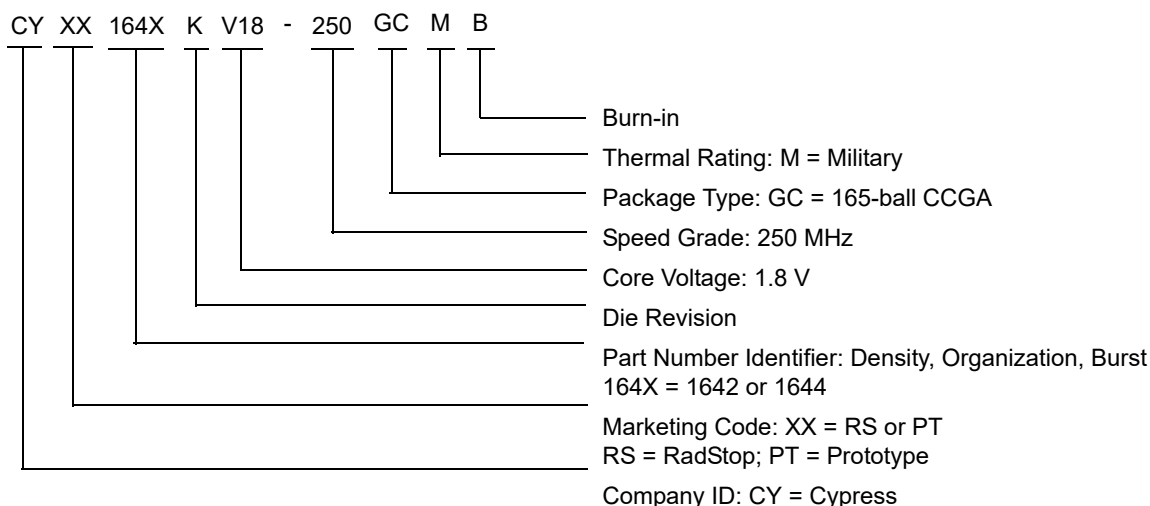 CY XX 164X K V18 - 250 GC M B
Burn-in
Thermal Rating: M = Military
Package Type: GC = 165-ball CCGA
Speed Grade: 250 MHz
Core Voltage: 1.8 V
Die Revision
Part Number Identifier: Density, Organization, Burst
164X = 1642 or 1644
Marketing Code: XX = RS or PT
RS = RadStop; PT = Prototype
Company ID: CY = Cypress